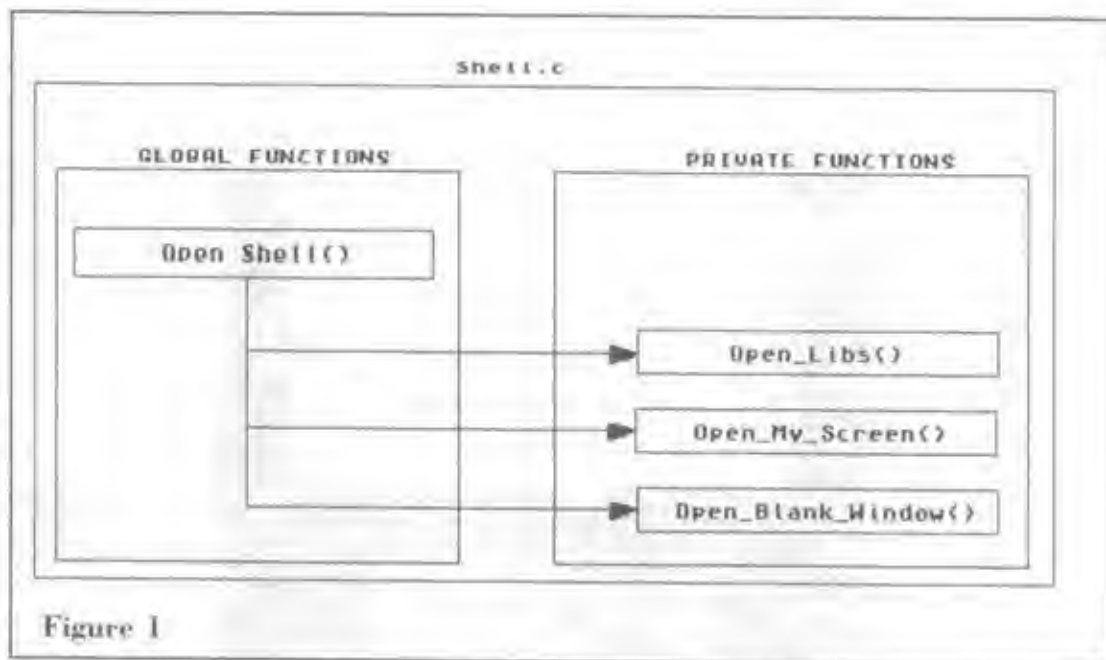 Shell.c
GLOBAL FUNCTIONS
PRIVATE FUNCTIONS
Open Shell()
Open_Libs()
Open_My_Screen()
Open_Blank_Window()
Figure 1